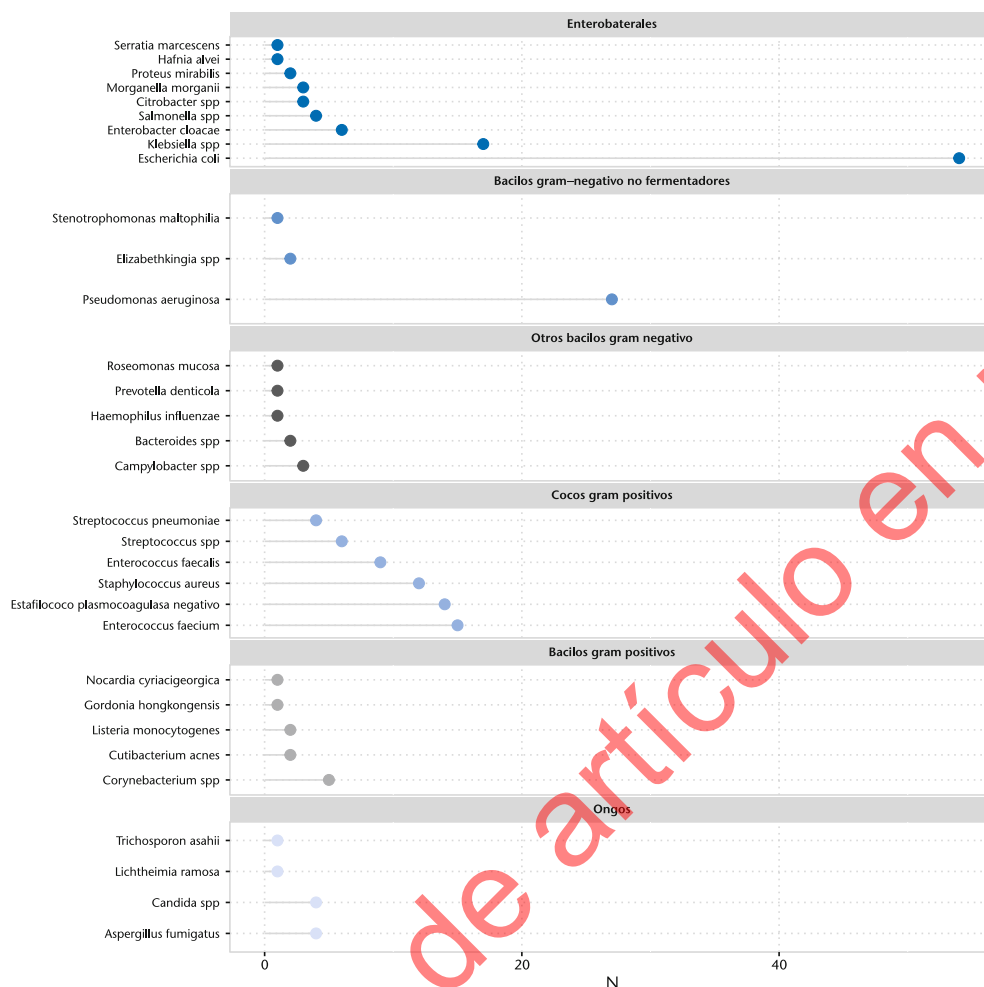 Enterobaterales
Serratia marcescens
Hafnia alvei
Proteus mirabilis
Morganella morganii
Citrobacter spp
Salmonella spp
Enterobacter cloacae
Klebsiella spp
Escherichia coli
Bacilos gram–negativo no fermentadores
Stenotrophomonas maltophilia
Elizabethkingia spp
Pseudomonas aeruginosa
Otros bacilos gram negativo
Roseomonas mucosa
Prevotella denticola
Haemophilus influenzae
Bacteroides spp
Campylobacter spp
Cocos gram positivos
Streptococcus pneumoniae
Streptococcus spp
Enterococcus faecalis
Staphylococcus aureus
Estafilococo plasmocoagulasa negativo
Enterococcus faecium
Bacilos gram positivos
Nocardia cyriacigeorgica
Gordonia hongkongensis
Listeria monocytogenes
Cutibacterium acnes
Corynebacterium spp
Ongos
Trichosporon asahii
Lichtheimia ramosa
Candida spp
Aspergillus fumigatus
0 20 40
N
de artículo en